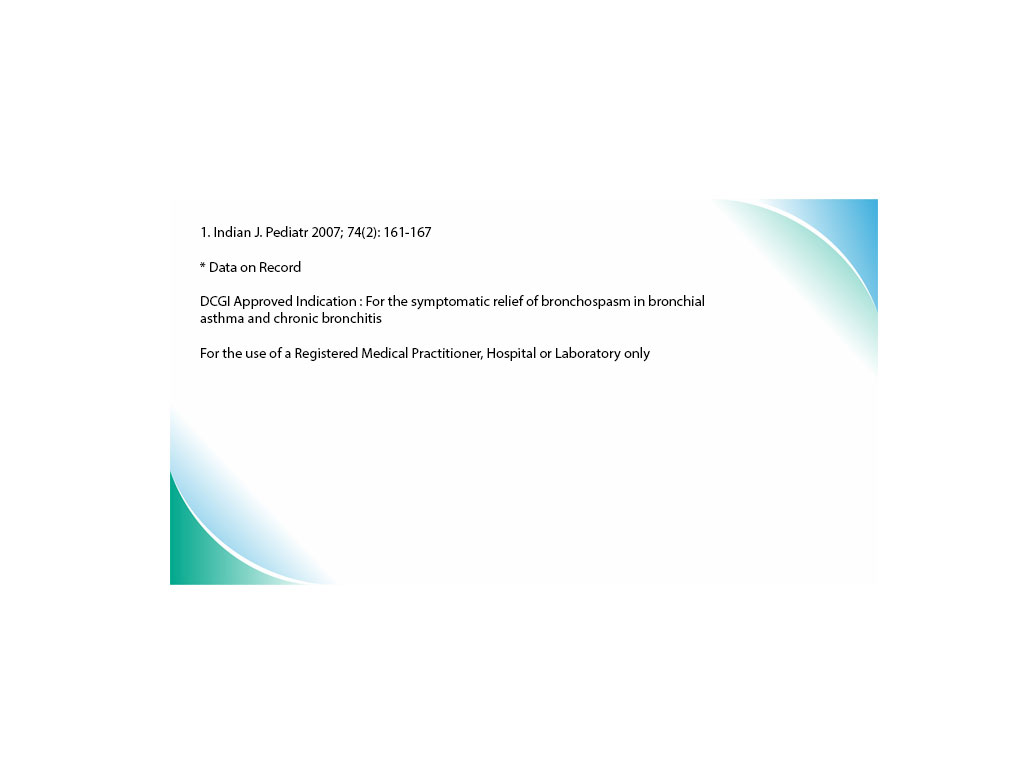 1. Indian J. Pediatr 2007; 74(2): 161-167
* Data on Record
DCGI Approved Indication : For the symptomatic relief of bronchospasm in bronchial
asthma and chronic bronchitis
For the use of a Registered Medical Practitioner, Hospital or Laboratory only